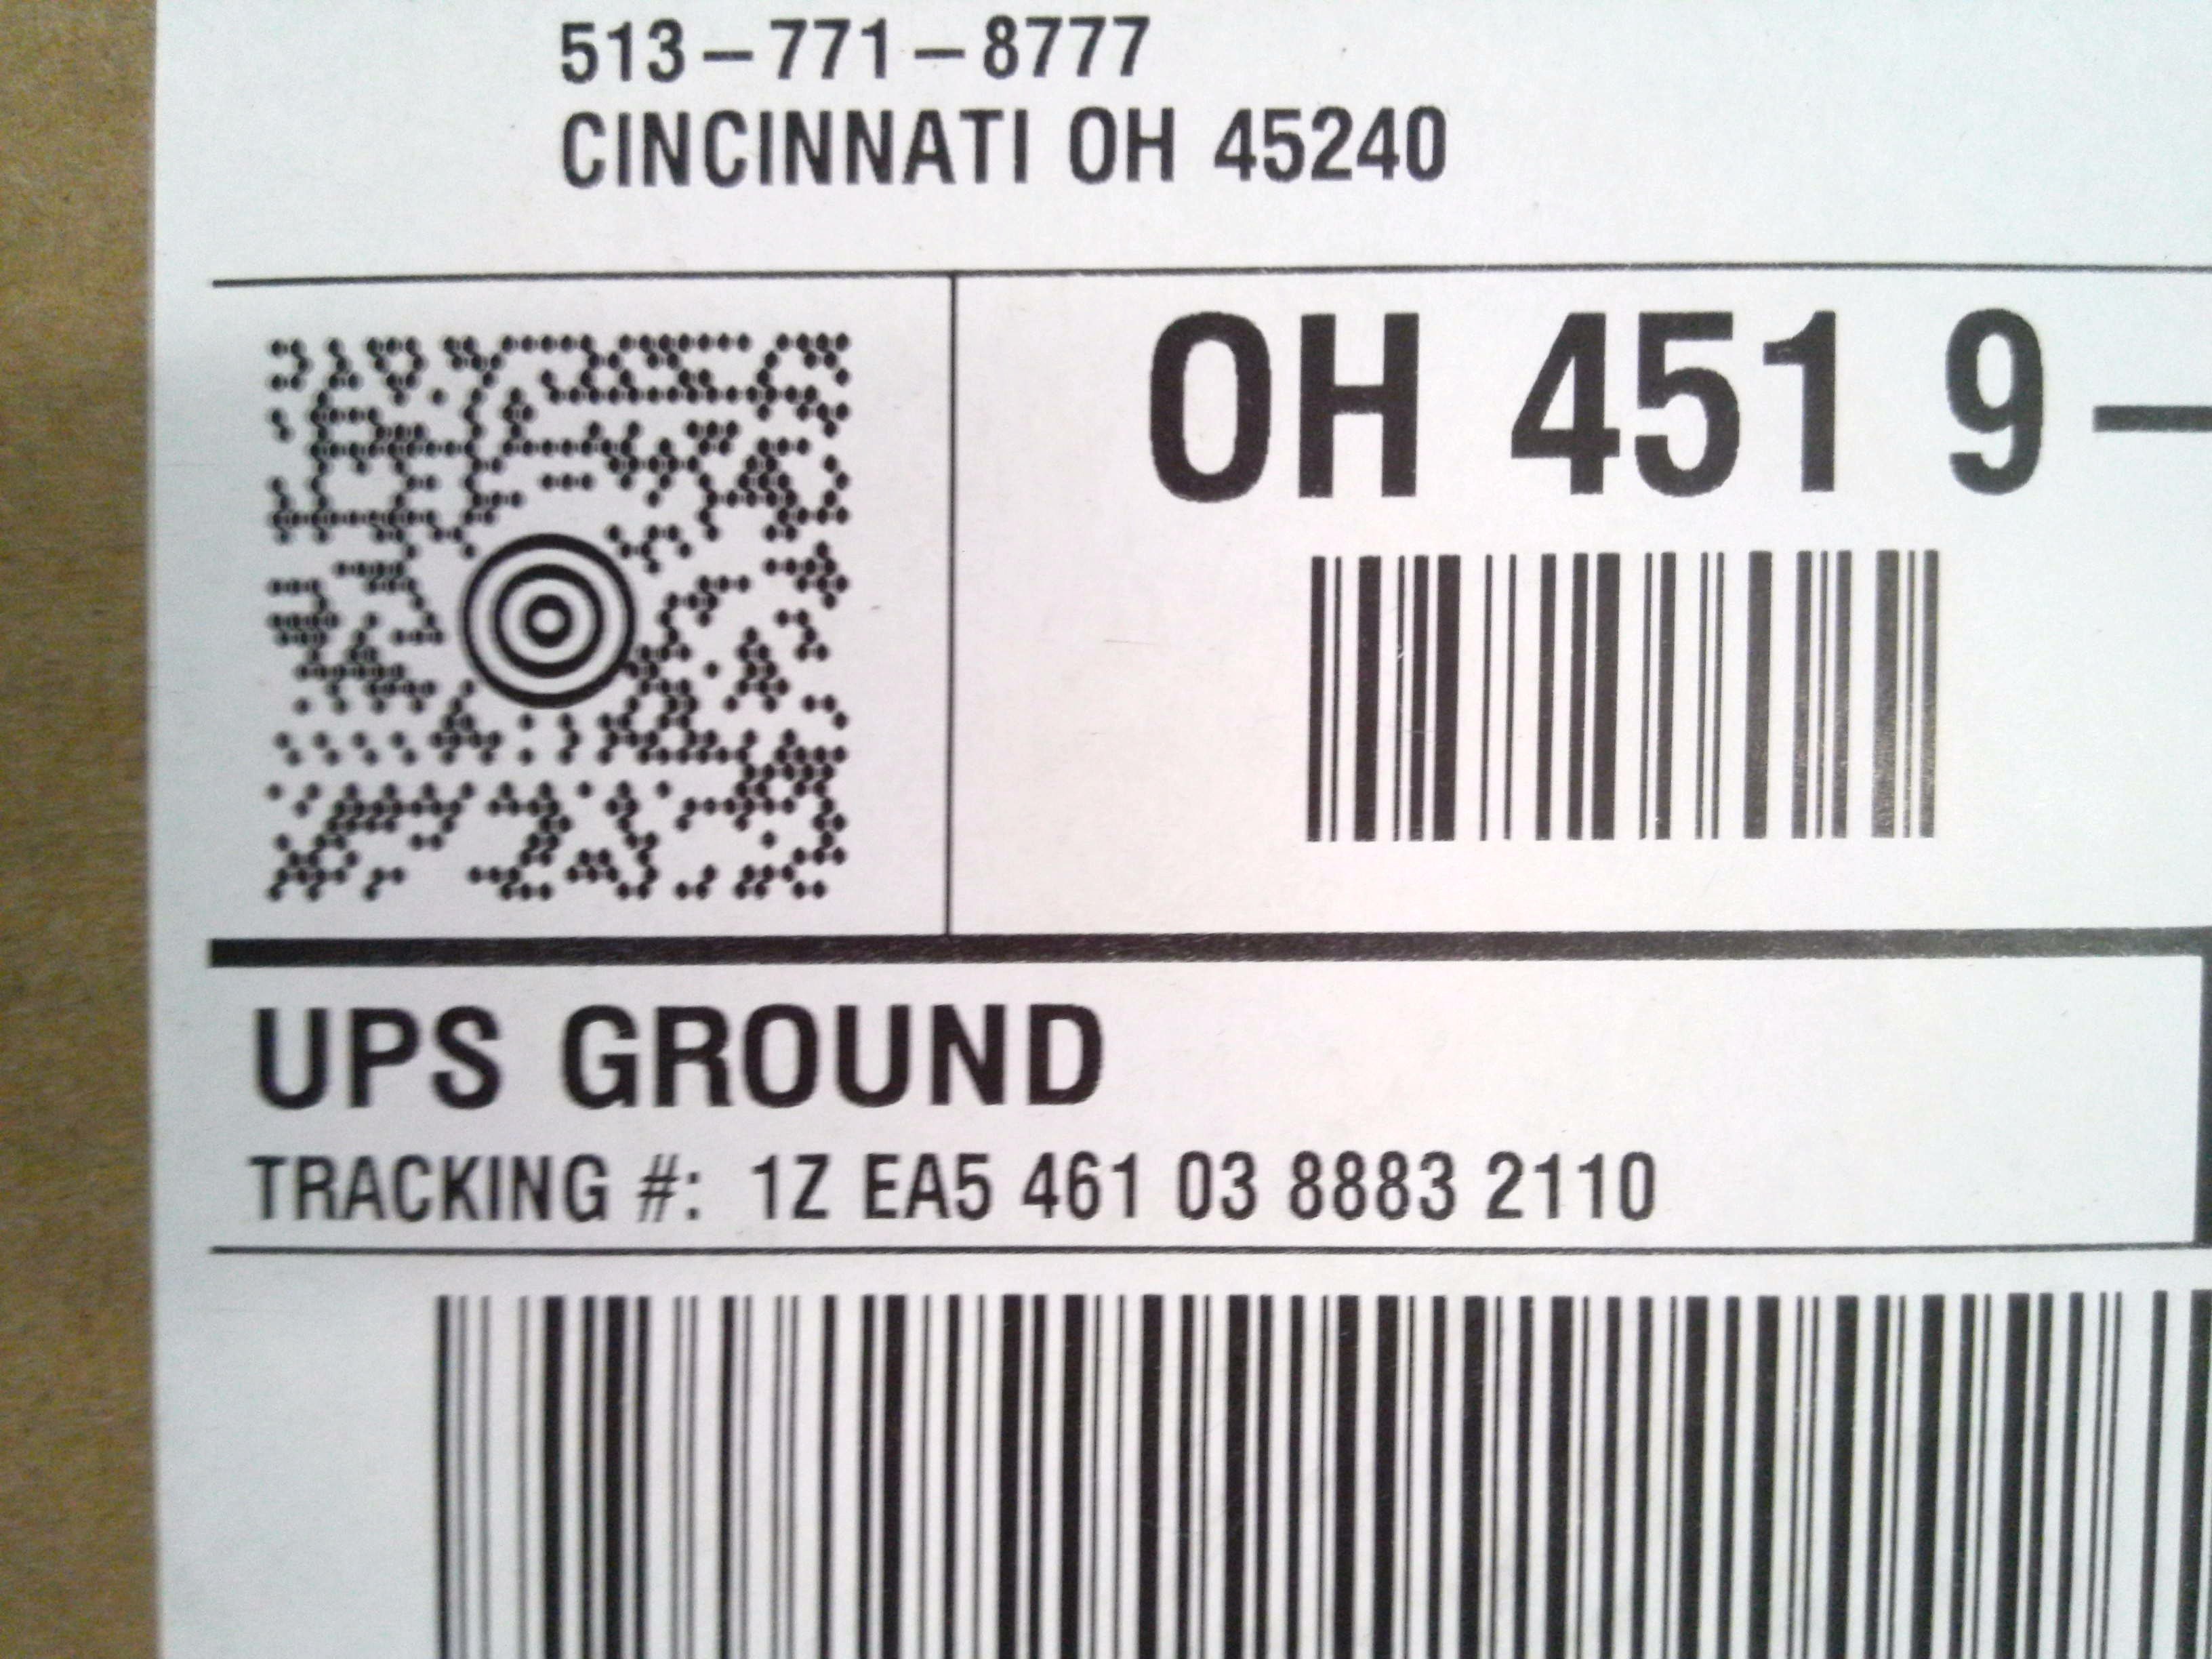 513-771-8777
CINCINNATI OH 45240
OH 451 9-
UPS GROUND
TRACKING #: 1Z EA5 461 03 8883 2110